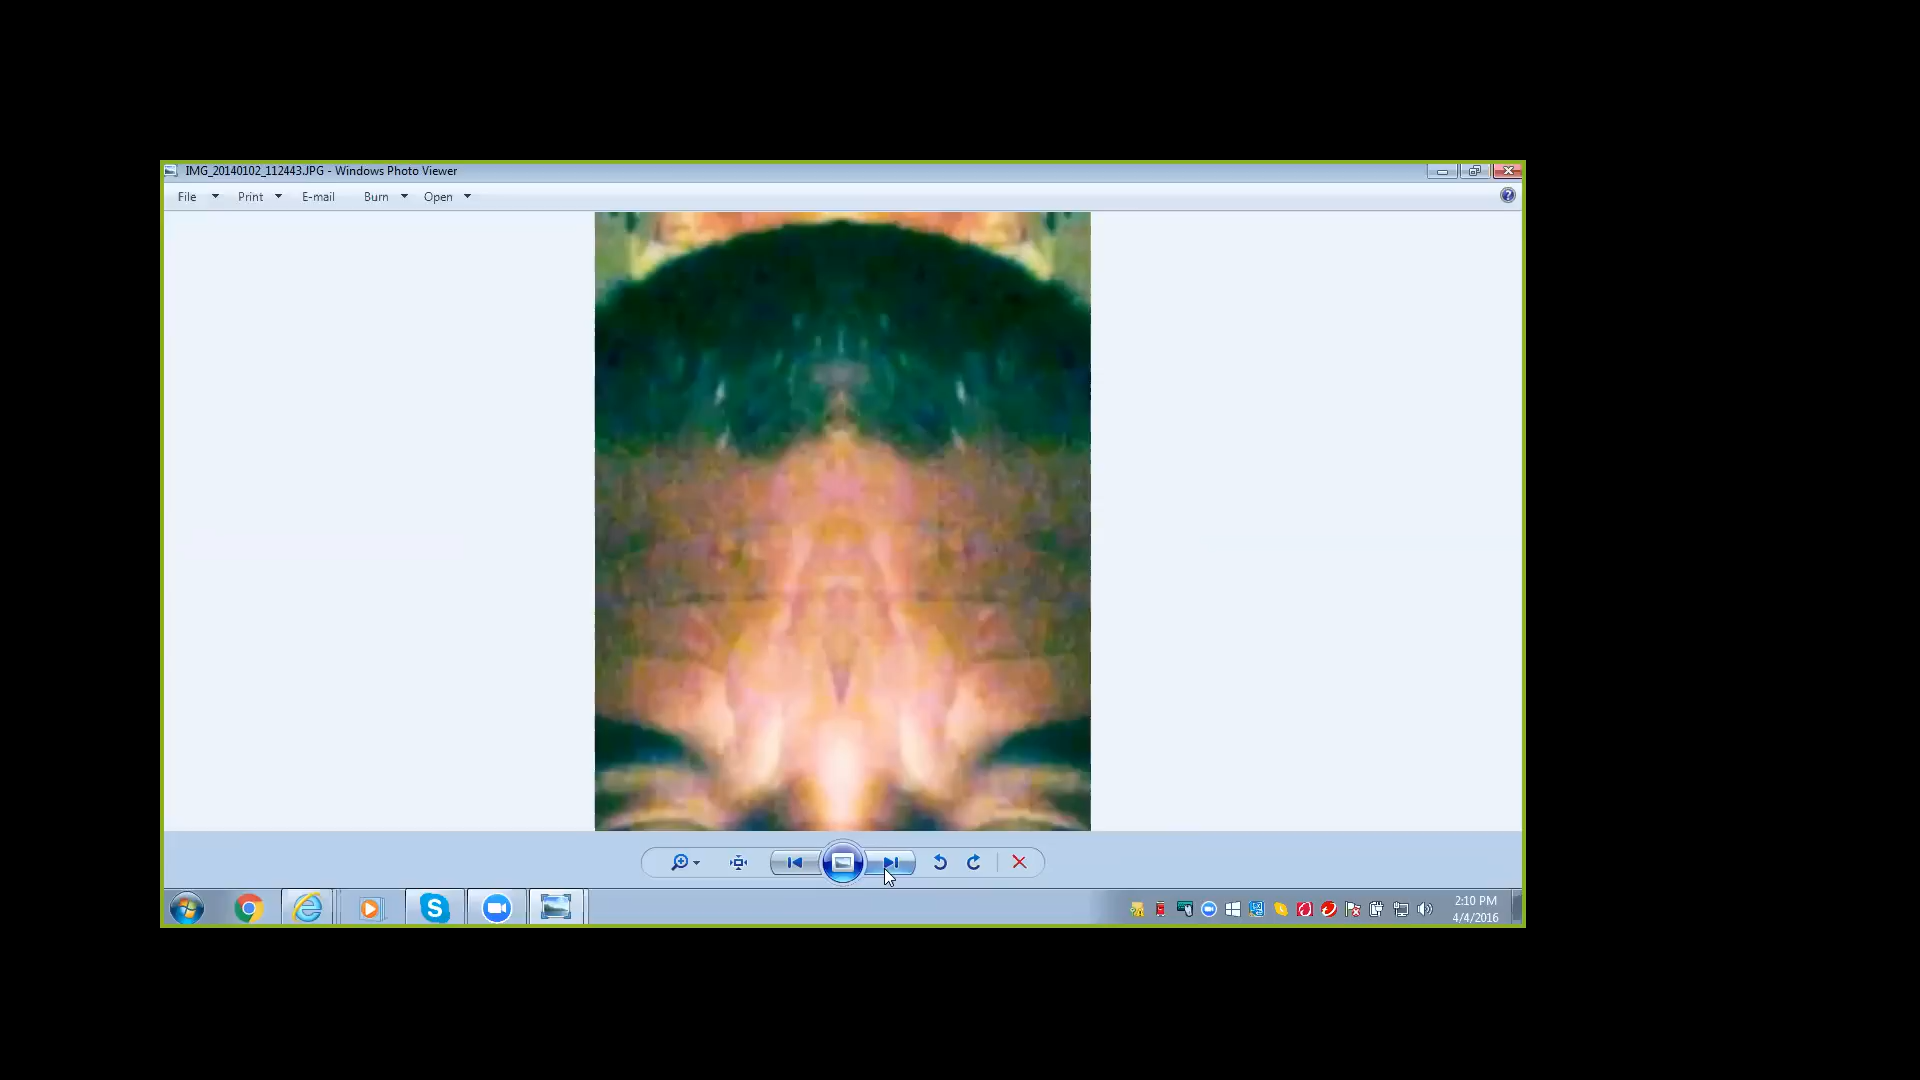 IMG_20140102_112443.JPG - Windows Photo Viewer
File Print E-mail Burn Open
2:10 PM
4/4/2016